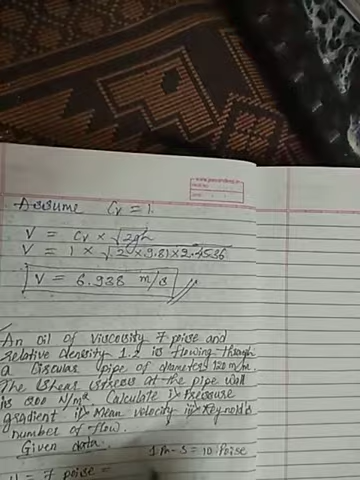 Assume Cv = 1.
V = Cv × √2gh
V = 1 × √(2 × 9.81 × 2.4536
V = 6.938 m/s
An oil of viscosity 7 poise and
relative density 1.2 is flowing through
a circular pipe of diameter 120 mm.
The shear stress at the pipe wall
is 200 N/m² Calculate i> Pressure
gradient ii> Mean velocity iii> Reynolds
number of flow.
Given data.
= 10 Poise
= 7 poise =